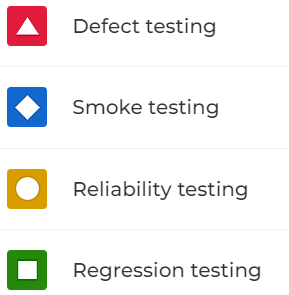 Defect testing
Smoke testing
Reliability testing
Regression testing